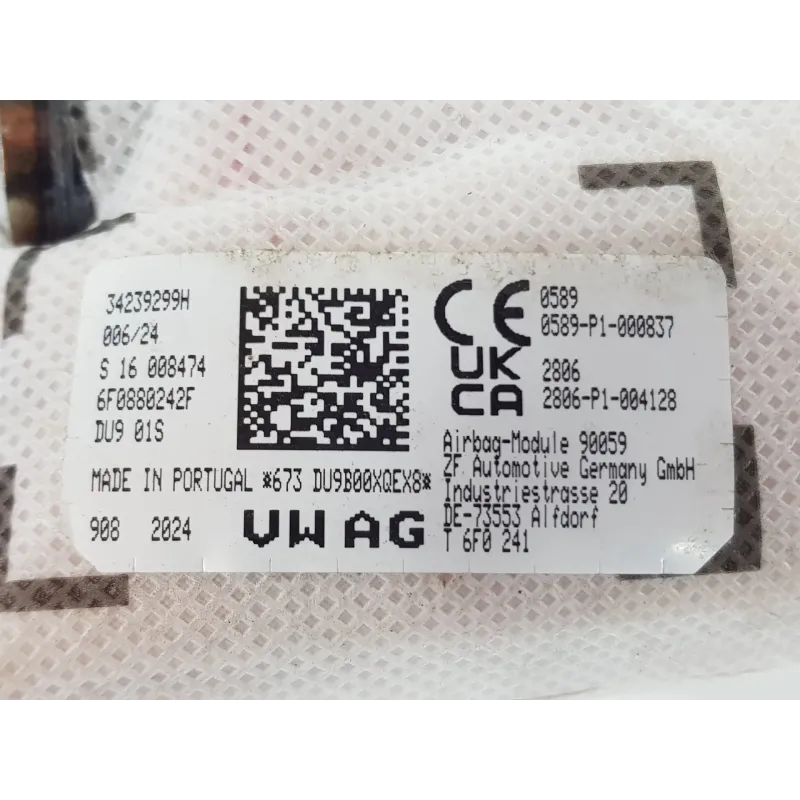 34239299H
006/24
S 16 008474
6F0880242F
DU9 01S
MADE IN PORTUGAL *673 DU9B00XQEX8*
908 2024 VW AG
CE 0589
0589-P1-000837
UK
CA 2806
2806-P1-004128
Airbag-Module 90059
ZF Automotive Germany GmbH
Industriestrasse 20
DE-73553 Alfdorf
T 6F0 241